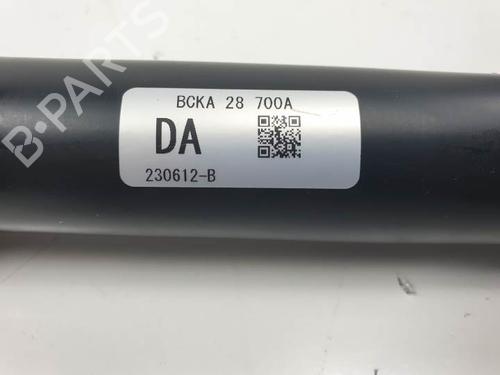 B-PARTS
BCKA 28 700A
DA
230612-B